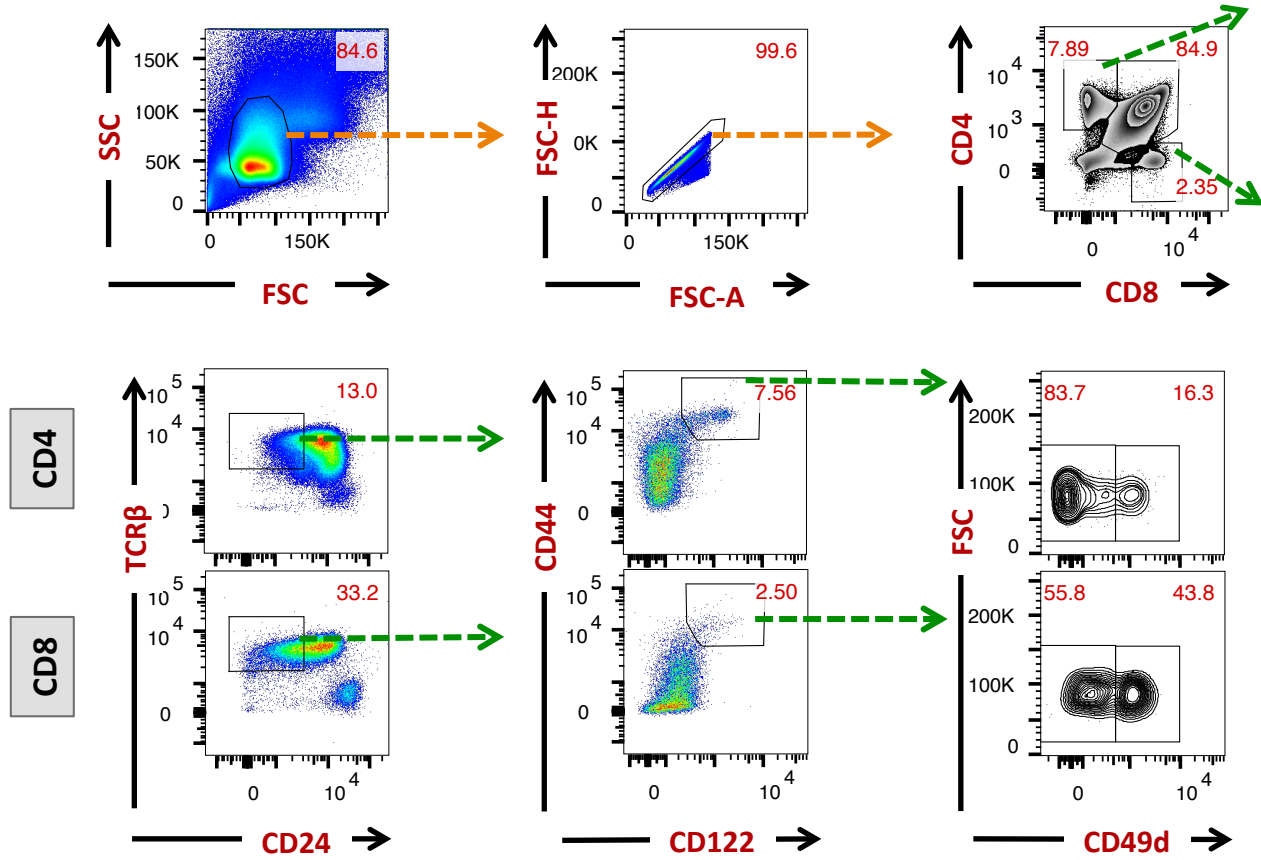 84.6
150K
100K
50K
0
0
150K
SSC
FSC
99.6
200K
0K
0
0
150K
FSC-H
FSC-A
7.89
84.9
2.35
10 4
10 3
0
0
10 4
CD4
CD8
CD4
TCRβ
13.0
10 5
10 4
0
CD44
7.56
10 5
10 4
0
FSC
83.7
16.3
200K
100K
0
CD8
33.2
10 5
10 4
0
0
10 4
CD24
2.50
10 5
10 4
0
0
10 4
CD122
55.8
43.8
200K
100K
0
0
10 4
CD49d